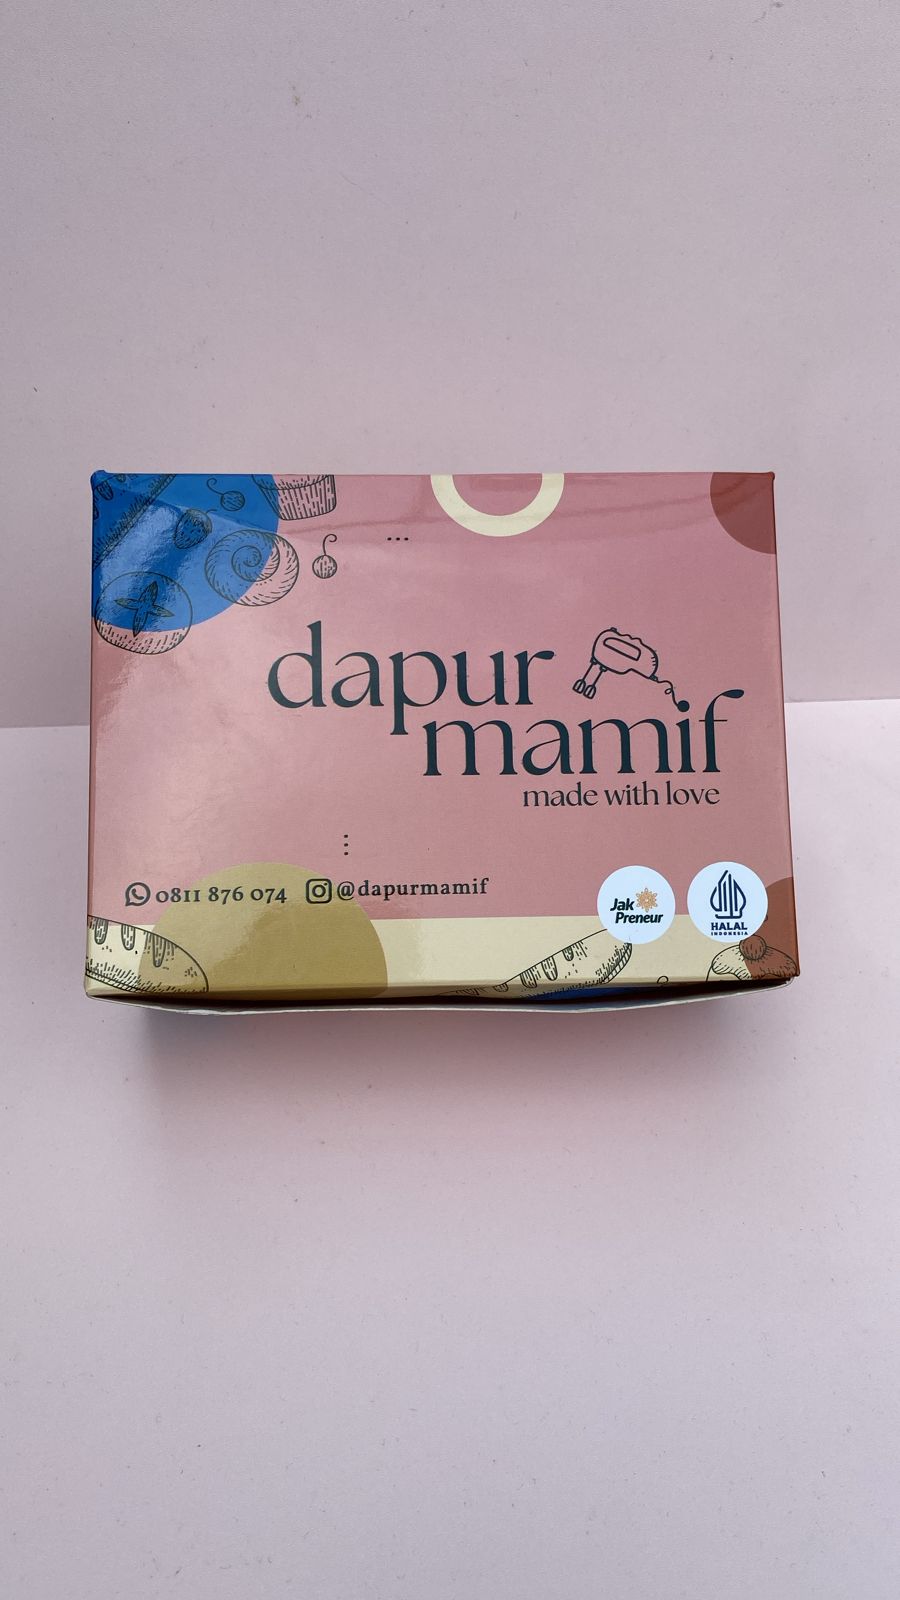 dapur
mamif
made with love
0811 876 074 @dapurmamif
Jak
Preneur
HALAL
INDONESIA